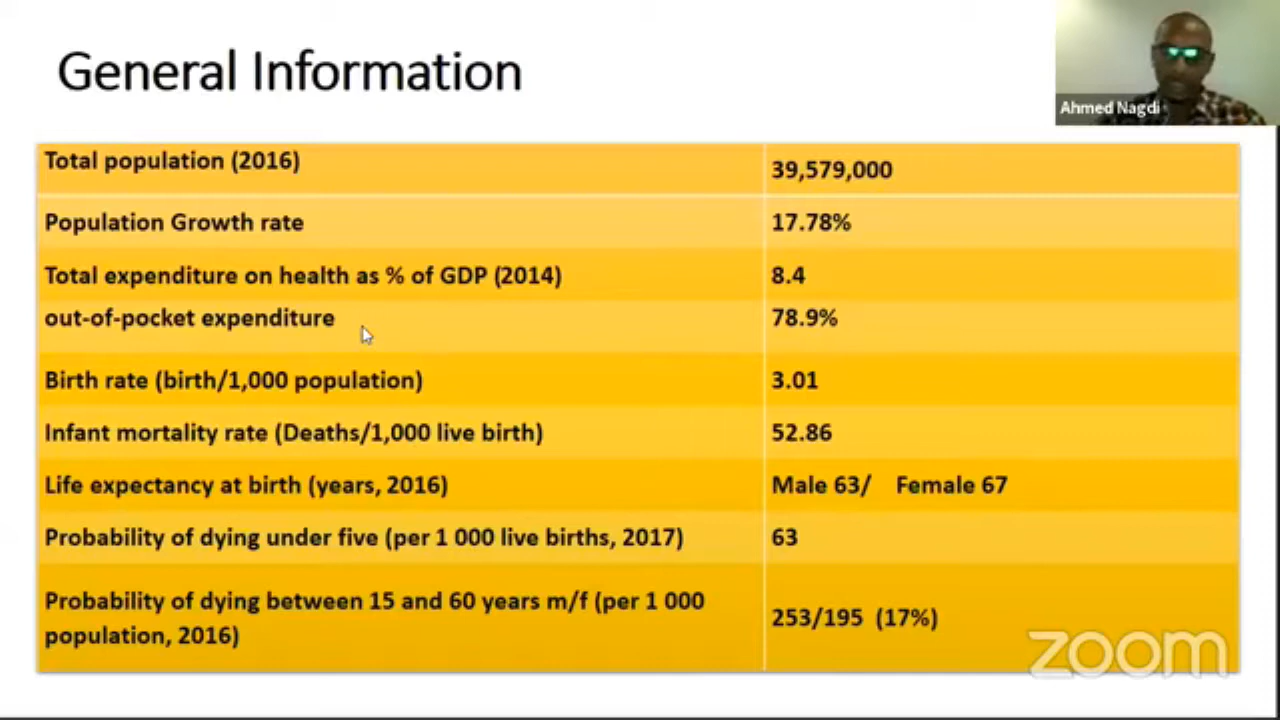 General Information
Ahmed Nagdi
Total population (2016)
39,579,000
Population Growth rate
17.78%
Total expenditure on health as % of GDP (2014)
8.4
out-of-pocket expenditure
78.9%
Birth rate (birth/1,000 population)
3.01
Infant mortality rate (Deaths/1,000 live birth)
52.86
Life expectancy at birth (years, 2016)
Male 63/ Female 67
Probability of dying under five (per 1 000 live births, 2017)
63
Probability of dying between 15 and 60 years m/f (per 1 000
population, 2016)
253/195 (17%)
zoom